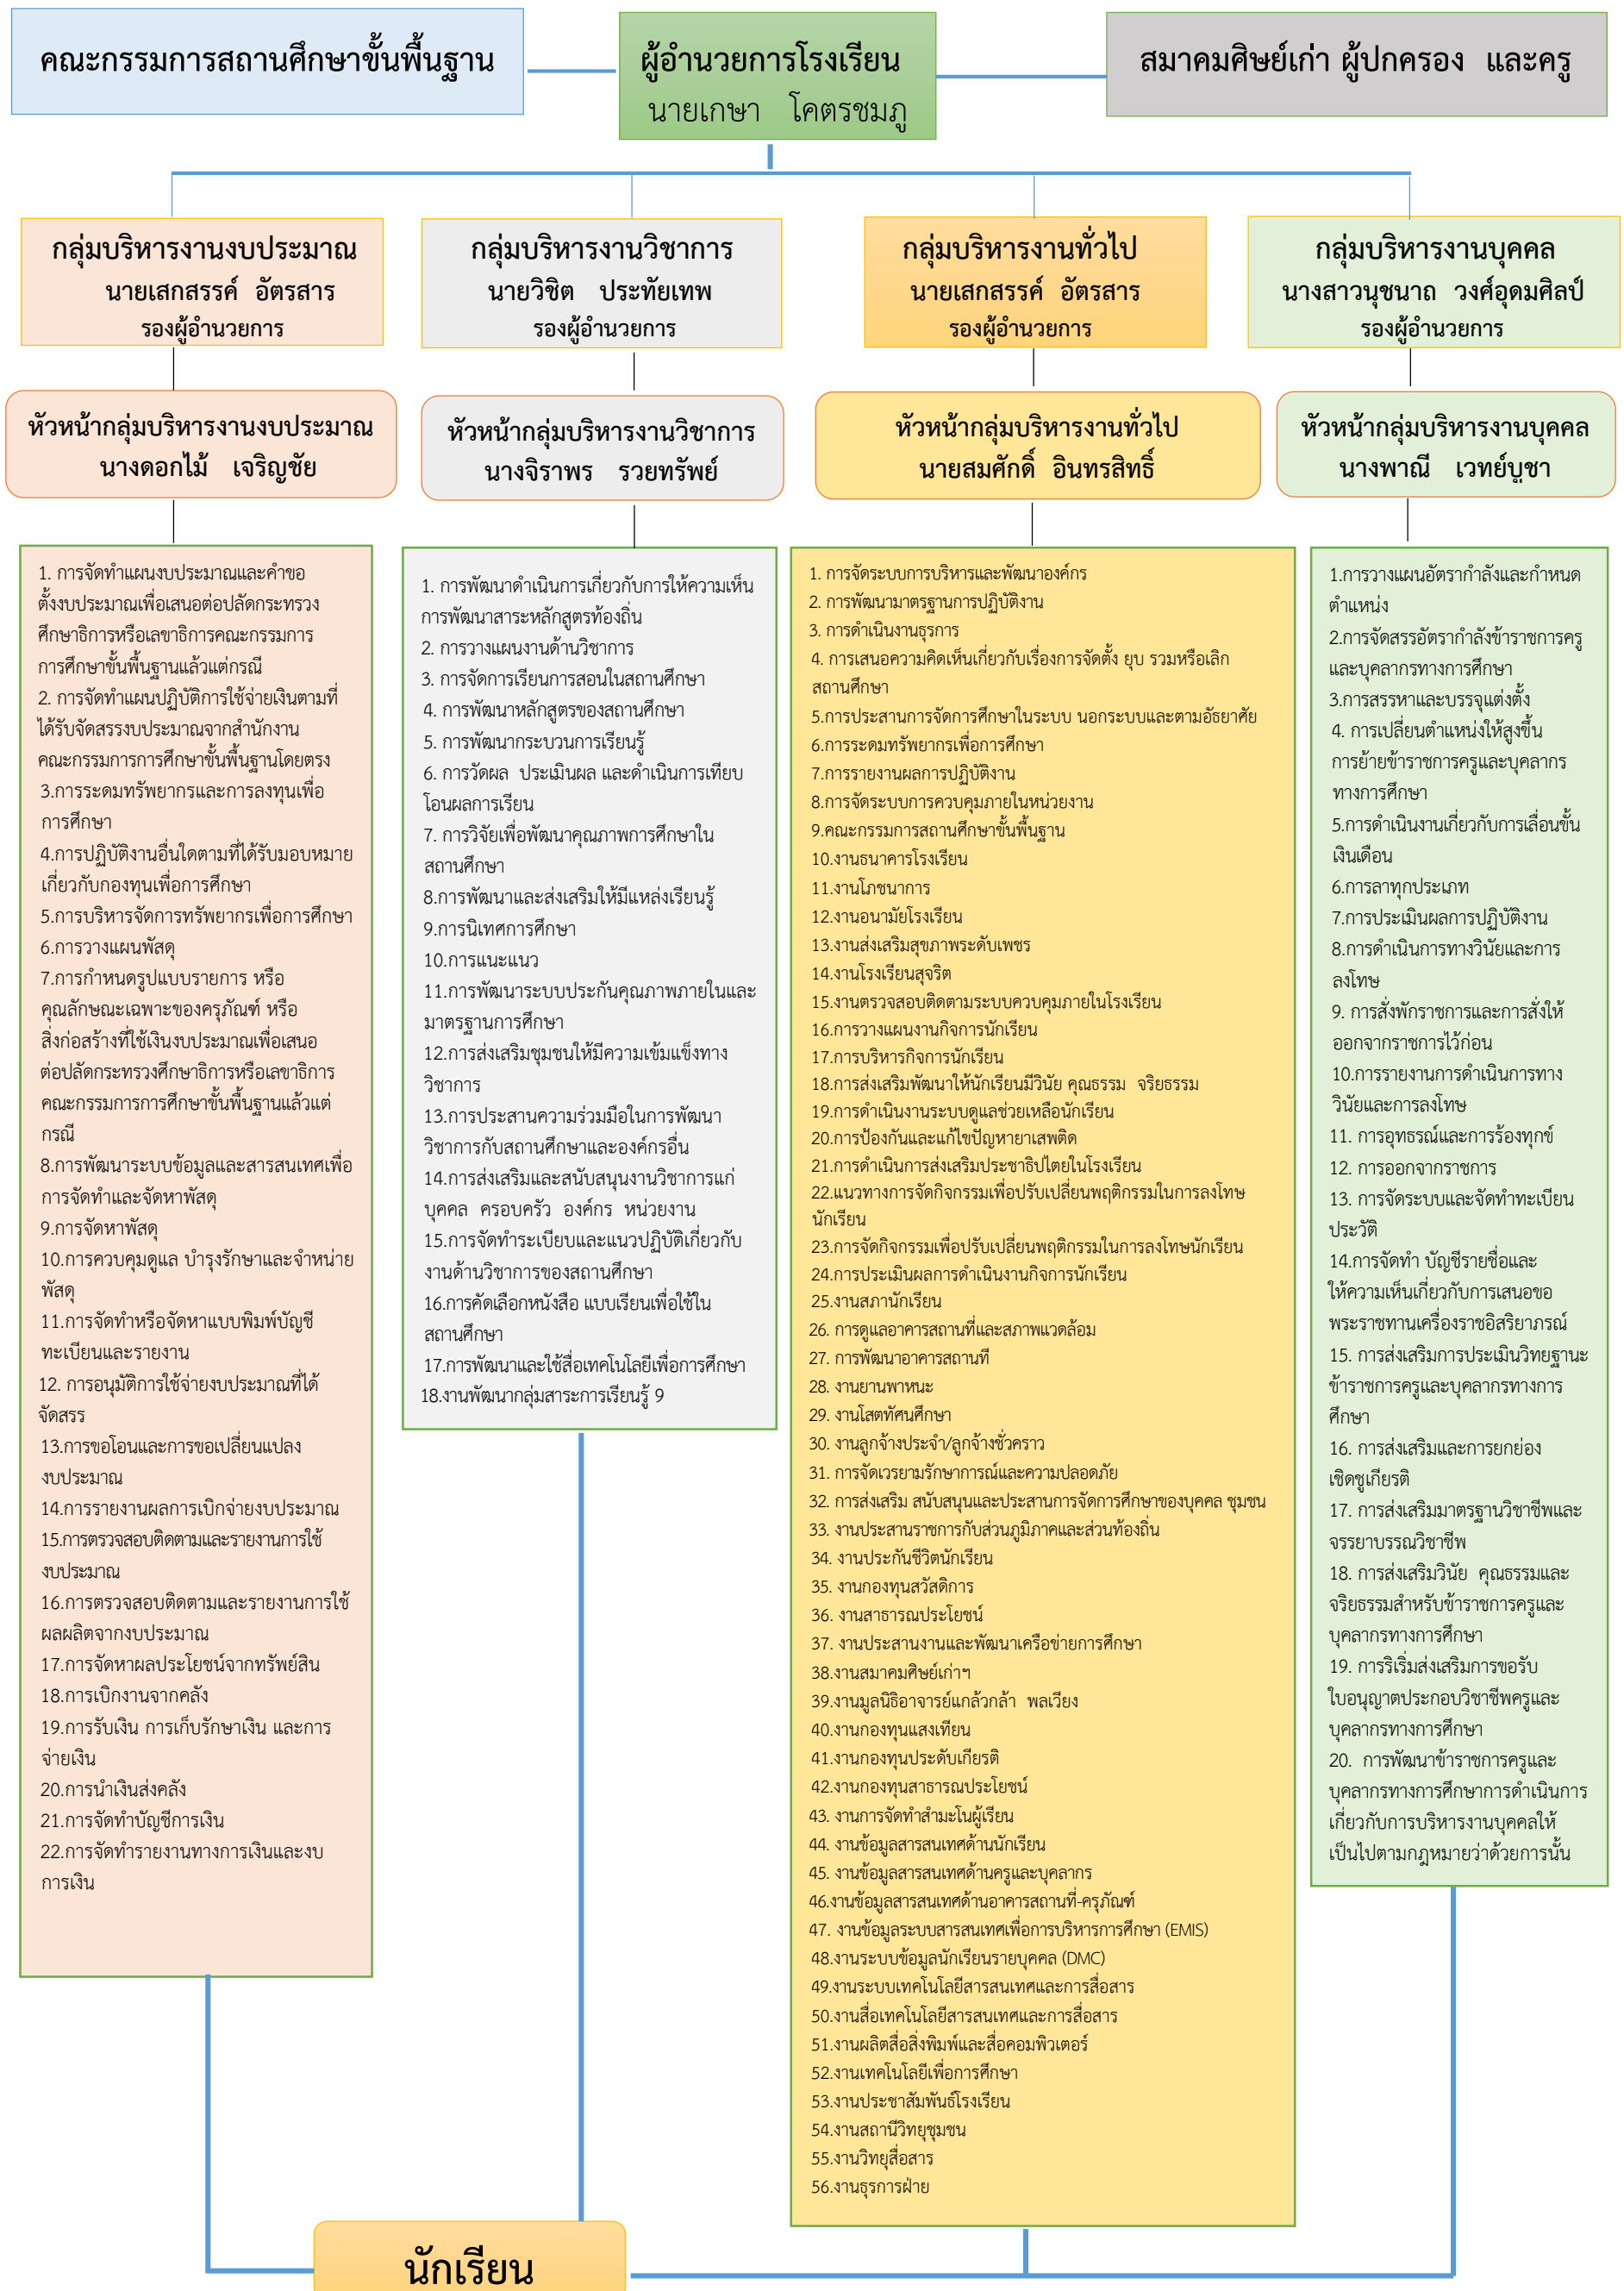 คณะกรรมการสถานศึกษาขั้นพื้นฐาน
ผู้อำนวยการโรงเรียน
นายเกษา โคตรชมภู
สมาคมศิษย์เก่า ผู้ปกครอง และครู
กลุ่มบริหารงานงบประมาณ
นายเสกสรรค์ อัตรสาร
รองผู้อำนวยการ
กลุ่มบริหารงานวิชาการ
นายวิชิต ประทัยเทพ
รองผู้อำนวยการ
กลุ่มบริหารงานทั่วไป
นายเสกสรรค์ อัตรสาร
รองผู้อำนวยการ
กลุ่มบริหารงานบุคคล
นางสาวนุชนาถ วงศ์อุดมศิลป์
รองผู้อำนวยการ
หัวหน้ากลุ่มบริหารงานงบประมาณ
นางดอกไม้ เจริญชัย
หัวหน้ากลุ่มบริหารงานวิชาการ
นางจิราพร รวยทรัพย์
หัวหน้ากลุ่มบริหารงานทั่วไป
นายสมศักดิ์ อินทรสิทธิ์
หัวหน้ากลุ่มบริหารงานบุคคล
นางพาณี เวทย์บูชา
1. การจัดทำแผนงบประมาณและคำขอ
ตั้งงบประมาณเพื่อเสนอต่อปลัดกระทรวง
ศึกษาธิการหรือเลขาธิการคณะกรรมการ
การศึกษาขั้นพื้นฐานแล้วแต่กรณี
2. การจัดทำแผนปฏิบัติการใช้จ่ายเงินตามที่
ได้รับจัดสรรงบประมาณจากสำนักงาน
คณะกรรมการการศึกษาขั้นพื้นฐานโดยตรง
3.การระดมทรัพยากรและการลงทุนเพื่อ
การศึกษา
4.การปฏิบัติงานอื่นใดตามที่ได้รับมอบหมาย
เกี่ยวกับกองทุนเพื่อการศึกษา
5.การบริหารจัดการทรัพยากรเพื่อการศึกษา
6.การวางแผนพัสดุ
7.การกำหนดรูปแบบรายการ หรือ
คุณลักษณะเฉพาะของครุภัณฑ์ หรือ
สิ่งก่อสร้างที่ใช้เงินงบประมาณเพื่อเสนอ
ต่อปลัดกระทรวงศึกษาธิการหรือเลขาธิการ
คณะกรรมการการศึกษาขั้นพื้นฐานแล้วแต่
กรณี
8.การพัฒนาระบบข้อมูลและสารสนเทศเพื่อ
การจัดทำและจัดหาพัสดุ
9.การจัดหาพัสดุ
10.การควบคุมดูแล บำรุงรักษาและจำหน่าย
พัสดุ
11.การจัดทำหรือจัดหาแบบพิมพ์บัญชี
ทะเบียนและรายงาน
12. การอนุมัติการใช้จ่ายงบประมาณที่ได้
จัดสรร
13.การขอโอนและการขอเปลี่ยนแปลง
งบประมาณ
14.การรายงานผลการเบิกจ่ายงบประมาณ
15.การตรวจสอบติดตามและรายงานการใช้
งบประมาณ
16.การตรวจสอบติดตามและรายงานการใช้
ผลผลิตจากงบประมาณ
17.การจัดหาผลประโยชน์จากทรัพย์สิน
18.การเบิกงานจากคลัง
19.การรับเงิน การเก็บรักษาเงิน และการ
จ่ายเงิน
20.การนำเงินส่งคลัง
21.การจัดทำบัญชีการเงิน
22.การจัดทำรายงานทางการเงินและงบ
การเงิน
1. การพัฒนาดำเนินการเกี่ยวกับการให้ความเห็น
การพัฒนาสาระหลักสูตรท้องถิ่น
2. การวางแผนงานด้านวิชาการ
3. การจัดการเรียนการสอนในสถานศึกษา
4. การพัฒนาหลักสูตรของสถานศึกษา
5. การพัฒนากระบวนการเรียนรู้
6. การวัดผล ประเมินผล และดำเนินการเทียบ
โอนผลการเรียน
7. การวิจัยเพื่อพัฒนาคุณภาพการศึกษาใน
สถานศึกษา
8.การพัฒนาและส่งเสริมให้มีแหล่งเรียนรู้
9.การนิเทศการศึกษา
10.การแนะแนว
11.การพัฒนาระบบประกันคุณภาพภายในและ
มาตรฐานการศึกษา
12.การส่งเสริมชุมชนให้มีความเข้มแข็งทาง
วิชาการ
13.การประสานความร่วมมือในการพัฒนา
วิชาการกับสถานศึกษาและองค์กรอื่น
14.การส่งเสริมและสนับสนุนงานวิชาการแก่
บุคคล ครอบครัว องค์กร หน่วยงาน
15.การจัดทำระเบียบและแนวปฏิบัติเกี่ยวกับ
งานด้านวิชาการของสถานศึกษา
16.การคัดเลือกหนังสือ แบบเรียนเพื่อใช้ใน
สถานศึกษา
17.การพัฒนาและใช้สื่อเทคโนโลยีเพื่อการศึกษา
18.งานพัฒนากลุ่มสาระการเรียนรู้ 9
1. การจัดระบบการบริหารและพัฒนาองค์กร
2. การพัฒนามาตรฐานการปฏิบัติงาน
3. การดำเนินงานธุรการ
4. การเสนอความคิดเห็นเกี่ยวกับเรื่องการจัดตั้ง ยุบ รวมหรือเลิก
สถานศึกษา
5.การประสานการจัดการศึกษาในระบบ นอกระบบและตามอัธยาศัย
6.การระดมทรัพยากรเพื่อการศึกษา
7.การรายงานผลการปฏิบัติงาน
8.การจัดระบบการควบคุมภายในหน่วยงาน
9.คณะกรรมการสถานศึกษาขั้นพื้นฐาน
10.งานธนาคารโรงเรียน
11.งานโภชนาการ
12.งานอนามัยโรงเรียน
13.งานส่งเสริมสุขภาพระดับเพชร
14.งานโรงเรียนสุจริต
15.งานตรวจสอบติดตามระบบควบคุมภายในโรงเรียน
16.การวางแผนงานกิจการนักเรียน
17.การบริหารกิจการนักเรียน
18.การส่งเสริมพัฒนาให้นักเรียนมีวินัย คุณธรรม จริยธรรม
19.การดำเนินงานระบบดูแลช่วยเหลือนักเรียน
20.การป้องกันและแก้ไขปัญหายาเสพติด
21.การดำเนินการส่งเสริมประชาธิปไตยในโรงเรียน
22.แนวทางการจัดกิจกรรมเพื่อปรับเปลี่ยนพฤติกรรมในการลงโทษ
นักเรียน
23.การจัดกิจกรรมเพื่อปรับเปลี่ยนพฤติกรรมในการลงโทษนักเรียน
24.การประเมินผลการดำเนินงานกิจการนักเรียน
25.งานสภานักเรียน
26. การดูแลอาคารสถานที่และสภาพแวดล้อม
27. การพัฒนาอาคารสถานที
28. งานยานพาหนะ
29. งานโสตทัศนศึกษา
30. งานลูกจ้างประจำ/ลูกจ้างชั่วคราว
31. การจัดเวรยามรักษาการณ์และความปลอดภัย
32. การส่งเสริม สนับสนุนและประสานการจัดการศึกษาของบุคคล ชุมชน
33. งานประสานราชการกับส่วนภูมิภาคและส่วนท้องถิ่น
34. งานประกันชีวิตนักเรียน
35. งานกองทุนสวัสดิการ
36. งานสาธารณประโยชน์
37. งานประสานงานและพัฒนาเครือข่ายการศึกษา
38.งานสมาคมศิษย์เก่าฯ
39.งานมูลนิธิอาจารย์แกล้วกล้า พลเวียง
40.งานกองทุนแสงเทียน
41.งานกองทุนประดับเกียรติ
42.งานกองทุนสาธารณประโยชน์
43. งานการจัดทำสำมะโนผู้เรียน
44. งานข้อมูลสารสนเทศด้านนักเรียน
45. งานข้อมูลสารสนเทศด้านครูและบุคลากร
46.งานข้อมูลสารสนเทศด้านอาคารสถานที่-ครุภัณฑ์
47. งานข้อมูลระบบสารสนเทศเพื่อการบริหารการศึกษา (EMIS)
48.งานระบบข้อมูลนักเรียนรายบุคคล (DMC)
49.งานระบบเทคโนโลยีสารสนเทศและการสื่อสาร
50.งานสื่อเทคโนโลยีสารสนเทศและการสื่อสาร
51.งานผลิตสื่อสิ่งพิมพ์และสื่อคอมพิวเตอร์
52.งานเทคโนโลยีเพื่อการศึกษา
53.งานประชาสัมพันธ์โรงเรียน
54.งานสถานีวิทยุชุมชน
55.งานวิทยุสื่อสาร
56.งานธุรการฝ่าย
1.การวางแผนอัตรากำลังและกำหนด
ตำแหน่ง
2.การจัดสรรอัตรากำลังข้าราชการครู
และบุคลากรทางการศึกษา
3.การสรรหาและบรรจุแต่งตั้ง
4. การเปลี่ยนตำแหน่งให้สูงขึ้น
การย้ายข้าราชการครูและบุคลากร
ทางการศึกษา
5.การดำเนินงานเกี่ยวกับการเลื่อนขั้น
เงินเดือน
6.การลาทุกประเภท
7.การประเมินผลการปฏิบัติงาน
8.การดำเนินการทางวินัยและการ
ลงโทษ
9. การสั่งพักราชการและการสั่งให้
ออกจากราชการไว้ก่อน
10.การรายงานการดำเนินการทาง
วินัยและการลงโทษ
11. การอุทธรณ์และการร้องทุกข์
12. การออกจากราชการ
13. การจัดระบบและจัดทำทะเบียน
ประวัติ
14.การจัดทำ บัญชีรายชื่อและ
ให้ความเห็นเกี่ยวกับการเสนอขอ
พระราชทานเครื่องราชอิสริยาภรณ์
15. การส่งเสริมการประเมินวิทยฐานะ
ข้าราชการครูและบุคลากรทางการ
ศึกษา
16. การส่งเสริมและการยกย่อง
เชิดชูเกียรติ
17. การส่งเสริมมาตรฐานวิชาชีพและ
จรรยาบรรณวิชาชีพ
18. การส่งเสริมวินัย คุณธรรมและ
จริยธรรมสำหรับข้าราชการครูและ
บุคลากรทางการศึกษา
19. การริเริ่มส่งเสริมการขอรับ
ใบอนุญาตประกอบวิชาชีพครูและ
บุคลากรทางการศึกษา
20. การพัฒนาข้าราชการครูและ
บุคลากรทางการศึกษาการดำเนินการ
เกี่ยวกับการบริหารงานบุคคลให้
เป็นไปตามกฎหมายว่าด้วยการนั้น
นักเรียน